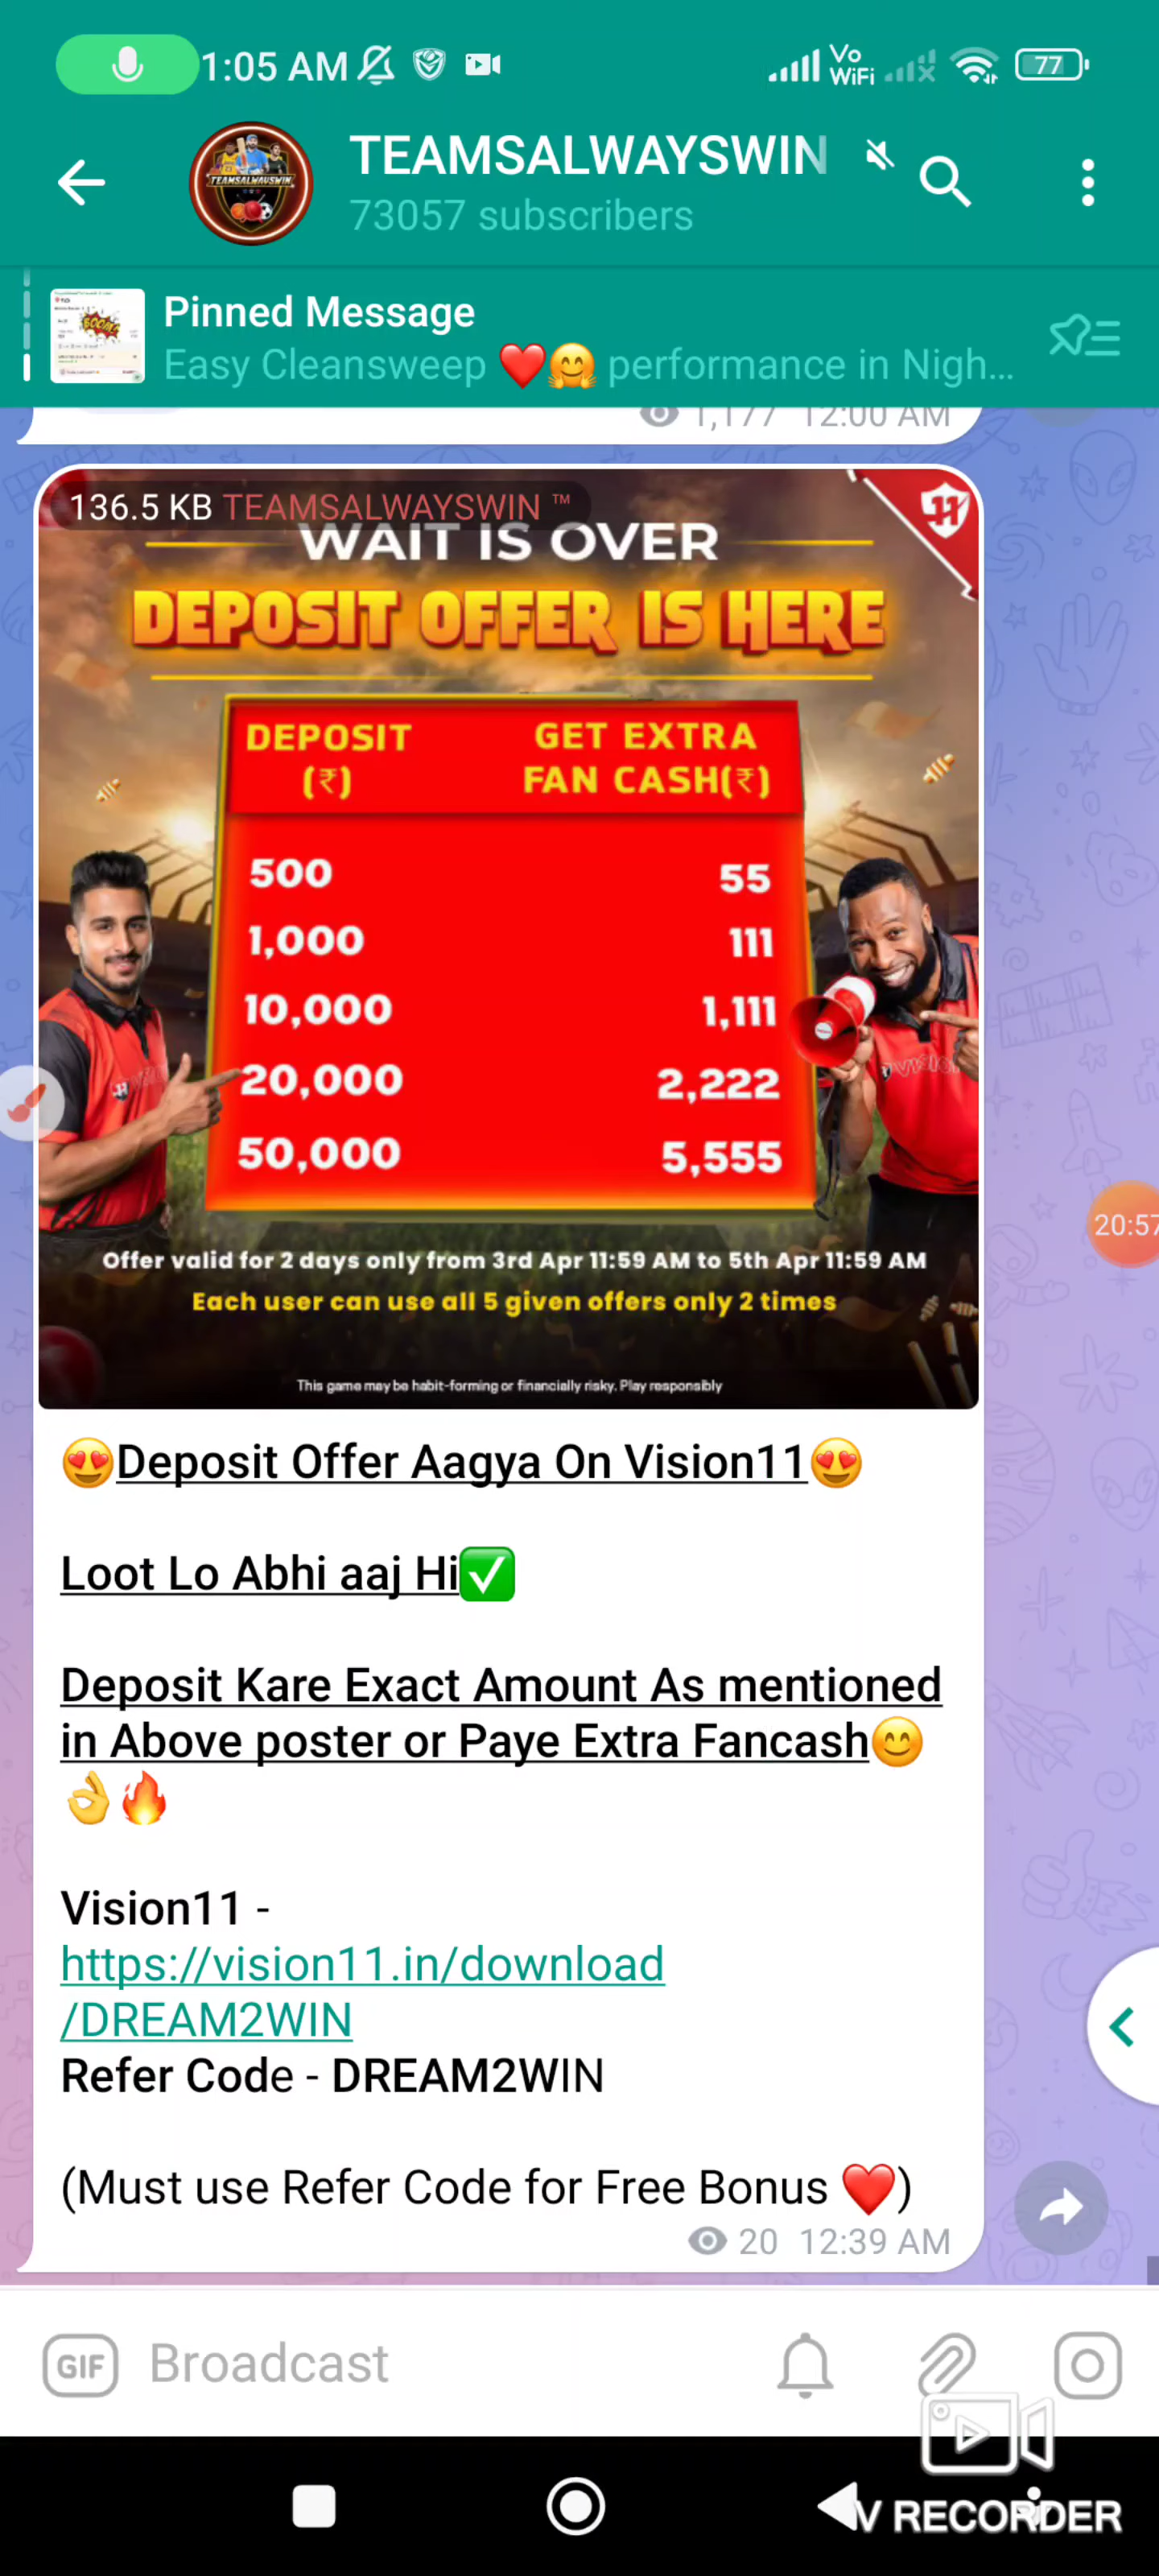 1:05 AM
Vo
WiFi
77
TEAMSALWAYSWIN
73057 subscribers
TEAMSALWAYSWIN
Pinned Message
BOOM!
Easy Cleansweep ❤️🤗 performance in Nigh...
1,177 12:00 AM
136.5 KB TEAMSALWAYSWIN ™
WAIT IS OVER
DEPOSIT OFFER IS HERE
DEPOSIT GET EXTRA
(₹) FAN CASH(₹)
500 55
1,000 111
10,000 1,111
20,000 2,222
50,000 5,555
20:57
Offer valid for 2 days only from 3rd Apr 11:59 AM to 5th Apr 11:59 AM
Each user can use all 5 given offers only 2 times
This game may be habit-forming or financially risky. Play responsibly
😍Deposit Offer Aagya On Vision11😍
Loot Lo Abhi aaj Hi✅
Deposit Kare Exact Amount As mentioned
in Above poster or Paye Extra Fancash😊
👌🔥
Vision11 -
https://vision11.in/download
/DREAM2WIN
Refer Code - DREAM2WIN
(Must use Refer Code for Free Bonus ❤️)
20 12:39 AM
GIF Broadcast
V RECORDER